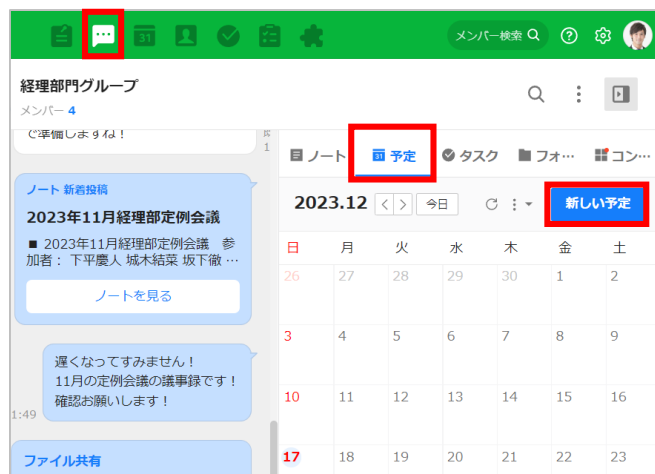 31
メンバー検索
経理部門グループ
メンバー 4
で準備しますね！
1
ノート 新着投稿
2023年11月経理部定例会議
■ 2023年11月経理部定例会議　参
加者： 下平慶人 城木結菜 坂下徹 …
ノートを見る
遅くなってすみません！
11月の定例会議の議事録です！
確認お願いします！
1:49
ファイル共有
ノート 31 予定 タスク フォ… コン…
2023.12 < > 今日 新しい予定
日 月 火 水 木 金 土
26 27 28 29 30 1 2
3 4 5 6 7 8 9
10 11 12 13 14 15 16
17 18 19 20 21 22 23